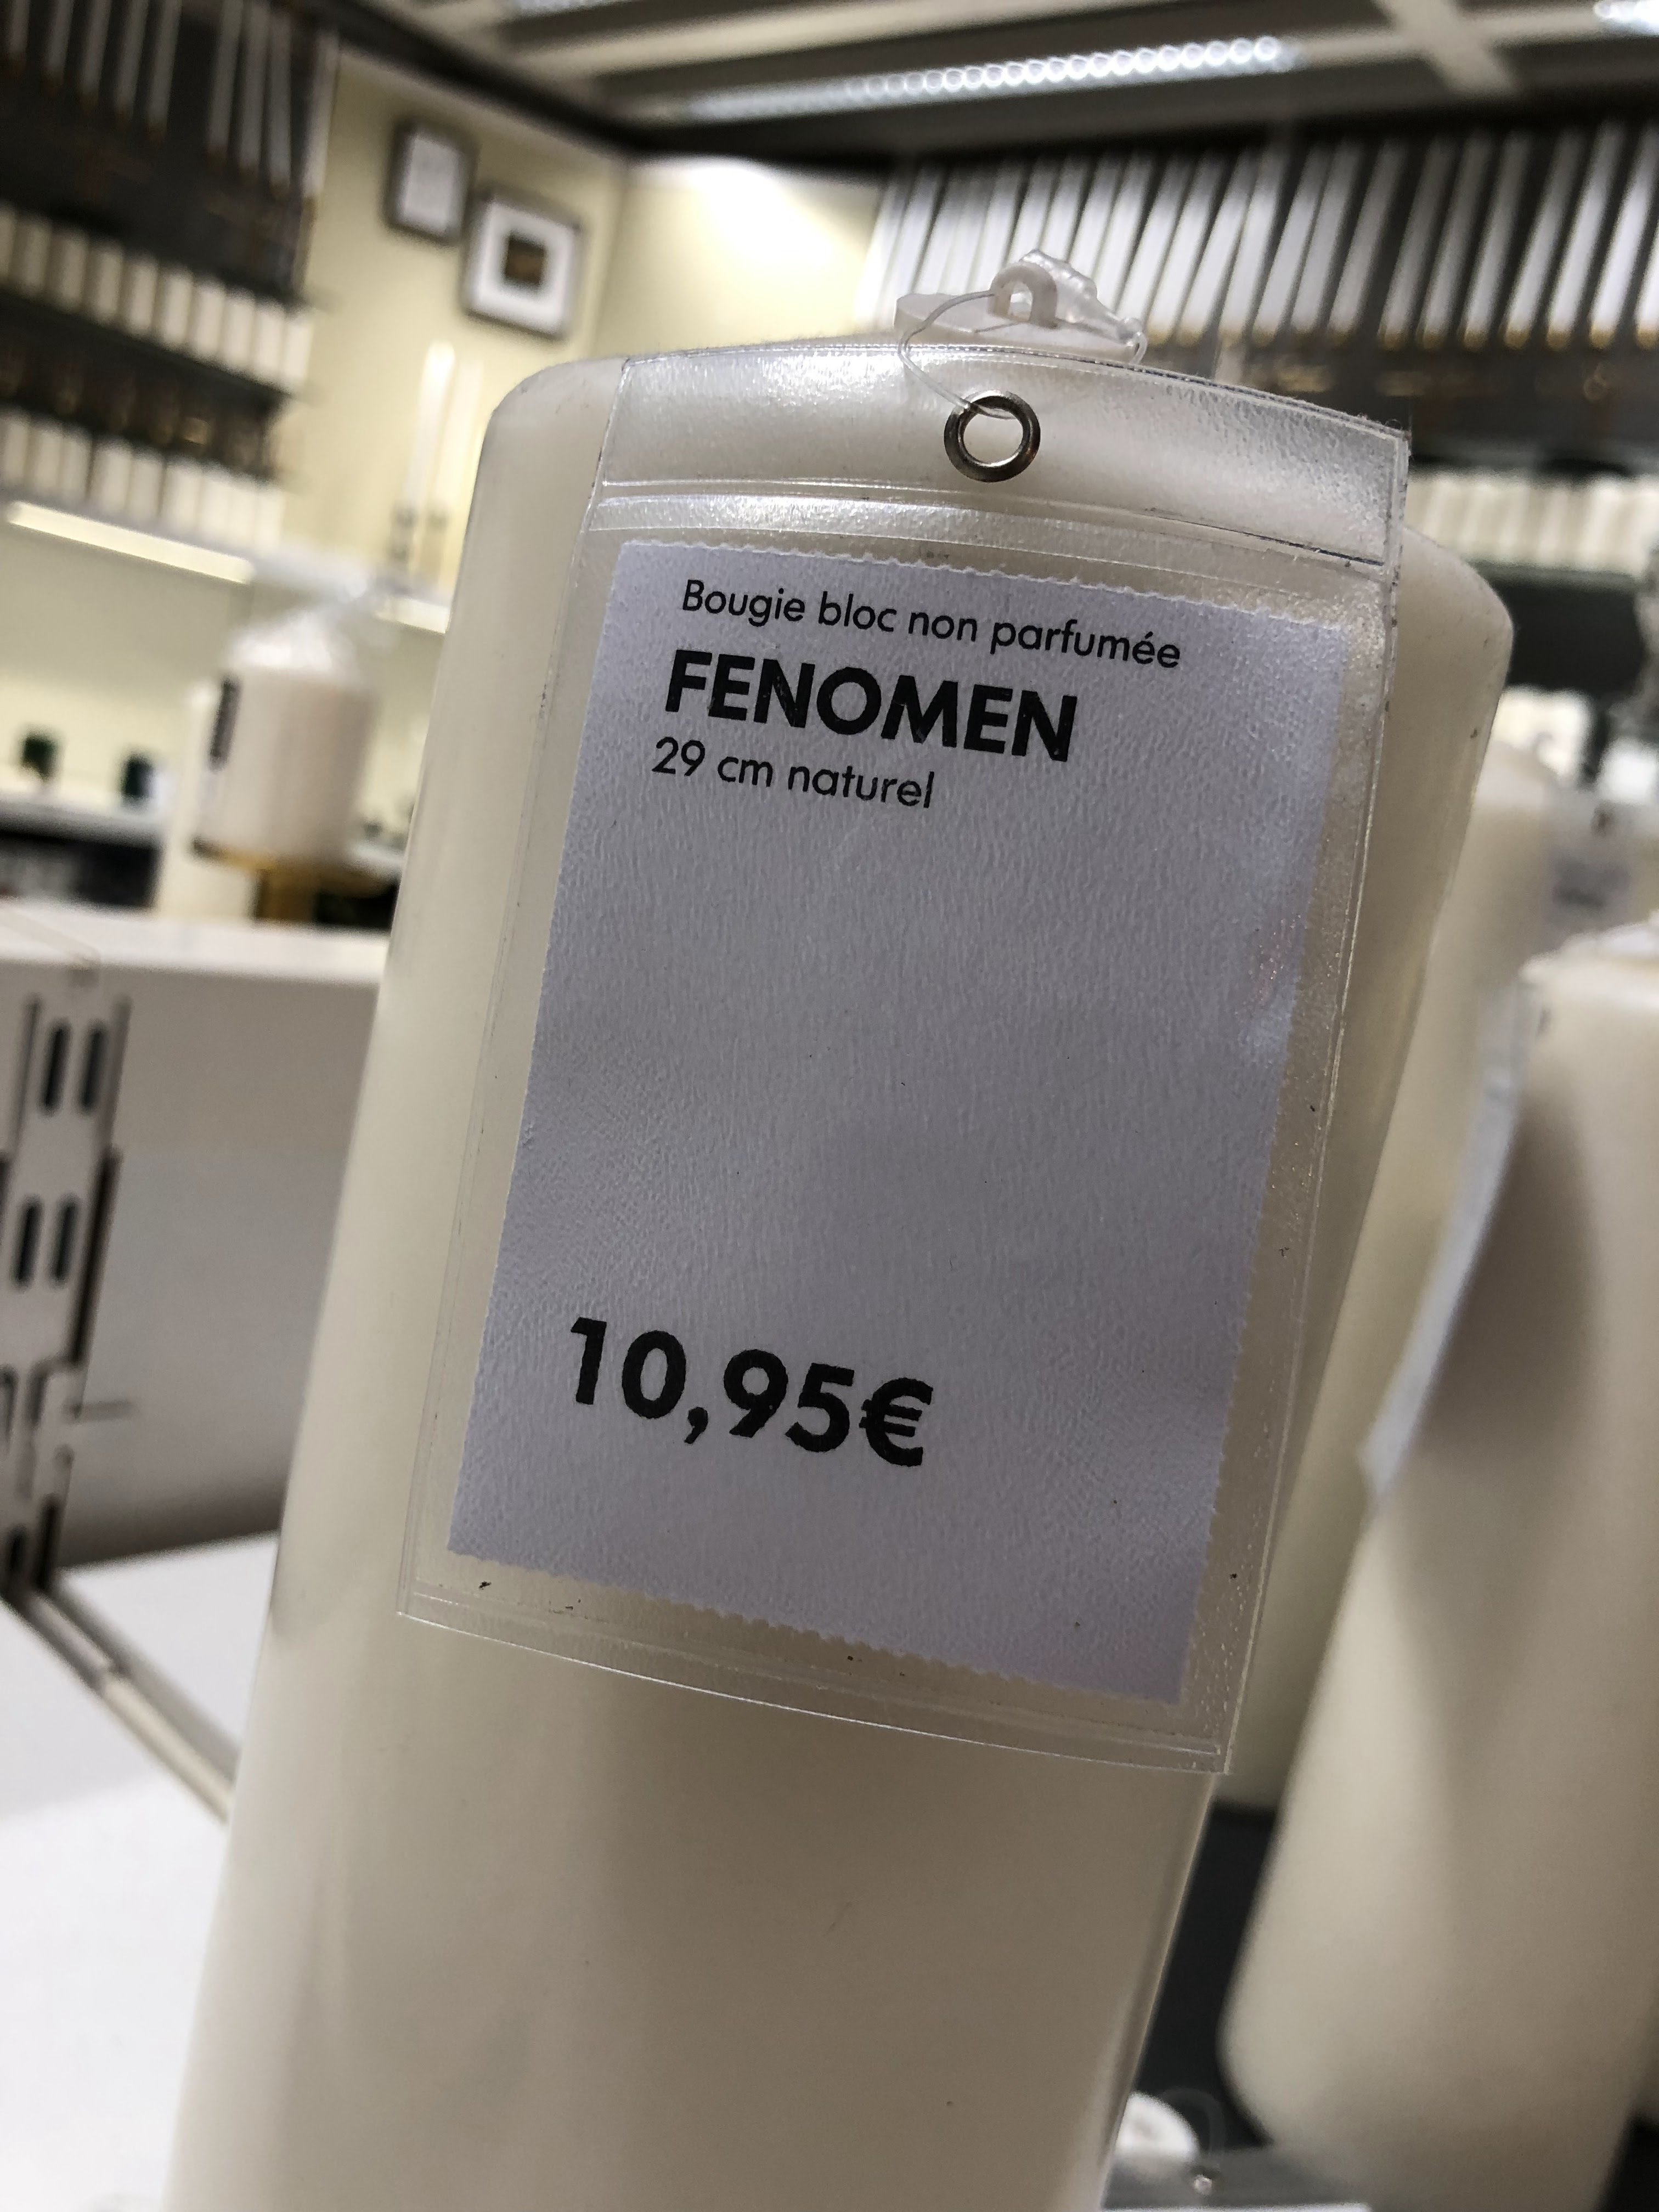 Bougie bloc non parfumée
FENOMEN
29 cm naturel
10,95€